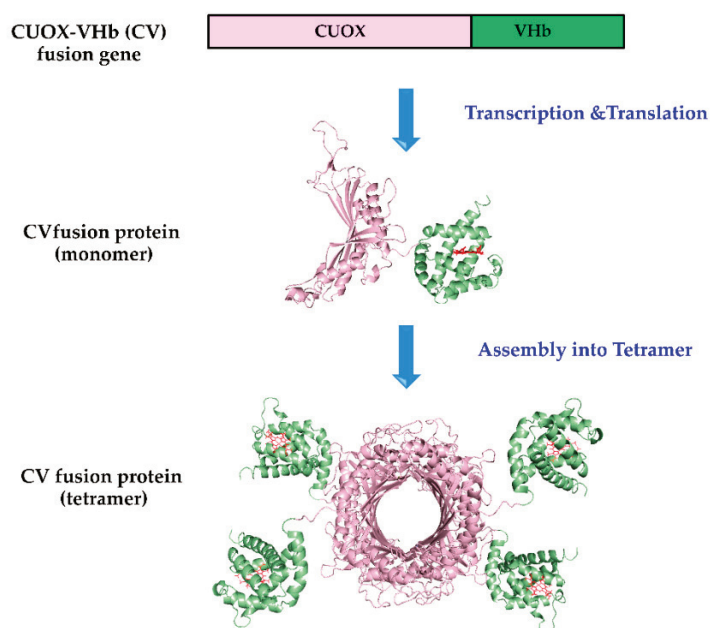 CUOX-VHb (CV)
fusion gene
CUOX
VHb
Transcription &Translation
CVfusion protein
(monomer)
Assembly into Tetramer
CV fusion protein
(tetramer)